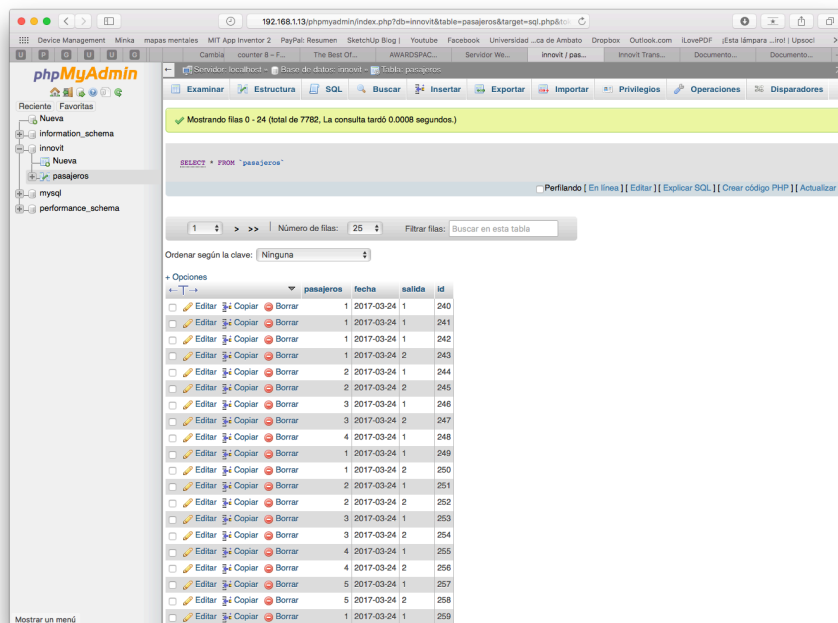 192.168.1.13/phpmyadmin/index.php?db=innovit&table=pasajeros&target=sql.php&to
Device Management Minka mapas mentales MIT App Inventor 2 PayPal: Resumen SketchUp Blog | Youtube Facebook Universidad ...ca de Ambato Dropbox Outlook.com iLovePDF ¡Esta lámpara ...iro! | Upsocl
U P G U U G Cambia counter 8 – F... The Best Of... AWARDSPAC... Servidor We... innovit / pas... Innovit Trans... Documento... Documento...
phpMyAdmin
Reciente Favoritas
Nueva
information_schema
innovit
Nueva
pasajeros
mysql
performance_schema
Mostrar un menú
Servidor: localhost » Base de datos: innovit » Tabla: pasajeros
Examinar Estructura SQL Buscar Insertar Exportar Importar Privilegios Operaciones Disparadores
Mostrando filas 0 - 24 (total de 7782, La consulta tardó 0.0008 segundos.)
SELECT * FROM `pasajeros`
Perfilando [ En línea ] [ Editar ] [ Explicar SQL ] [ Crear código PHP ] [ Actualizar
1 > >> Número de filas: 25 Filtrar filas: Buscar en esta tabla
Ordenar según la clave: Ninguna
+ Opciones
←T→ pasajeros fecha salida id
Editar Copiar Borrar 1 2017-03-24 1 240
Editar Copiar Borrar 1 2017-03-24 1 241
Editar Copiar Borrar 1 2017-03-24 1 242
Editar Copiar Borrar 1 2017-03-24 2 243
Editar Copiar Borrar 2 2017-03-24 1 244
Editar Copiar Borrar 2 2017-03-24 2 245
Editar Copiar Borrar 3 2017-03-24 1 246
Editar Copiar Borrar 3 2017-03-24 2 247
Editar Copiar Borrar 4 2017-03-24 1 248
Editar Copiar Borrar 1 2017-03-24 1 249
Editar Copiar Borrar 1 2017-03-24 2 250
Editar Copiar Borrar 2 2017-03-24 1 251
Editar Copiar Borrar 2 2017-03-24 2 252
Editar Copiar Borrar 3 2017-03-24 1 253
Editar Copiar Borrar 3 2017-03-24 2 254
Editar Copiar Borrar 4 2017-03-24 1 255
Editar Copiar Borrar 4 2017-03-24 2 256
Editar Copiar Borrar 5 2017-03-24 1 257
Editar Copiar Borrar 5 2017-03-24 2 258
Editar Copiar Borrar 1 2017-03-24 1 259